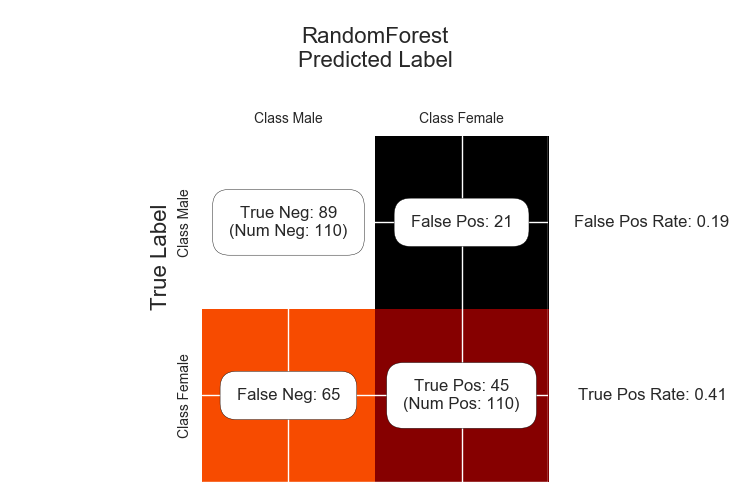 RandomForest
Predicted Label
Class Male
Class Female
True Label
Class Male
True Neg: 89
(Num Neg: 110)
False Pos: 21
False Pos Rate: 0.19
Class Female
False Neg: 65
True Pos: 45
(Num Pos: 110)
True Pos Rate: 0.41